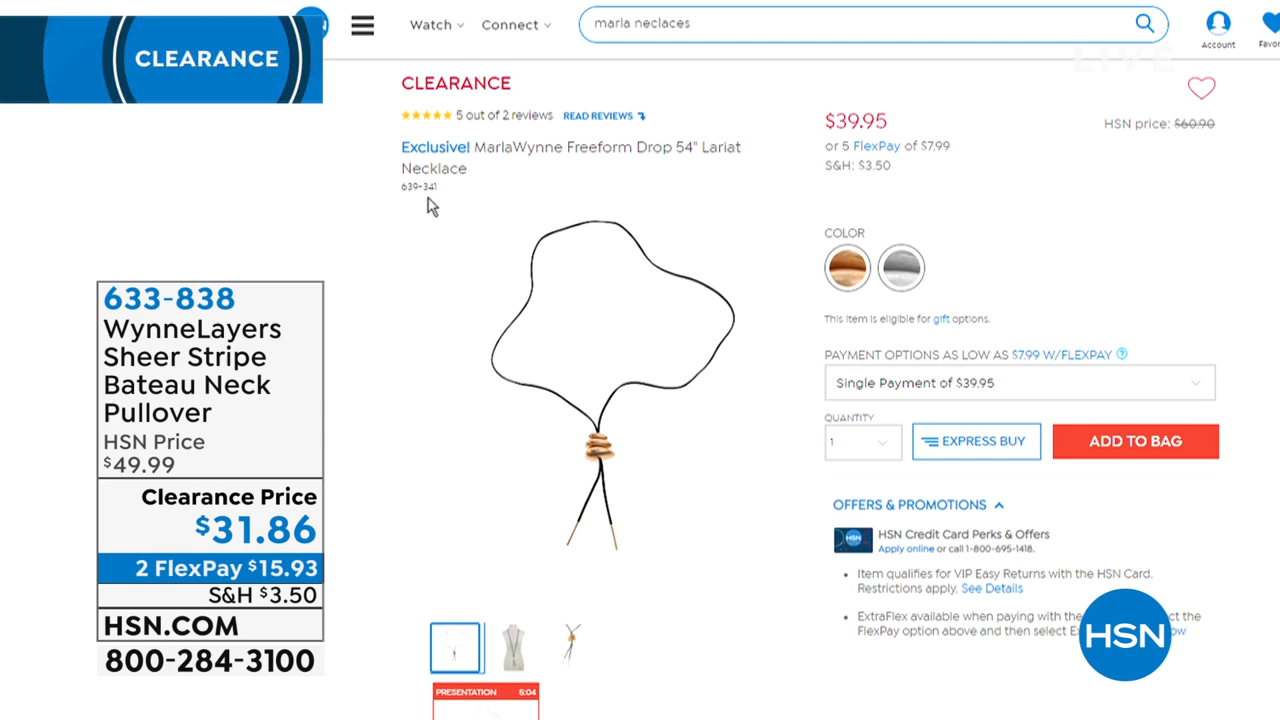 CLEARANCE
Watch
Connect
marla neclaces
Account
LIVE
CLEARANCE
5 out of 2 reviews READ REVIEWS
Exclusive! MarlaWynne Freeform Drop 54" Lariat
Necklace
639-341
$39.95
HSN price: $60.90
or 5 FlexPay of $7.99
S&H: $3.50
COLOR
This item is eligible for gift options.
PAYMENT OPTIONS AS LOW AS $7.99 W/FLEXPAY ?
Single Payment of $39.95
QUANTITY
1
EXPRESS BUY
ADD TO BAG
OFFERS & PROMOTIONS
HSN
HSN Credit Card Perks & Offers
Apply online or call 1-800-695-1418.
Item qualifies for VIP Easy Returns with the HSN Card.
Restrictions apply. See Details
ExtraFlex available when paying with the
ct the
FlexPay option above and then select
HSN
PRESENTATION 5:04
633-838
WynneLayers
Sheer Stripe
Bateau Neck
Pullover
HSN Price
$49.99
Clearance Price
$31.86
2 FlexPay $15.93
S&H $3.50
HSN.COM
800-284-3100